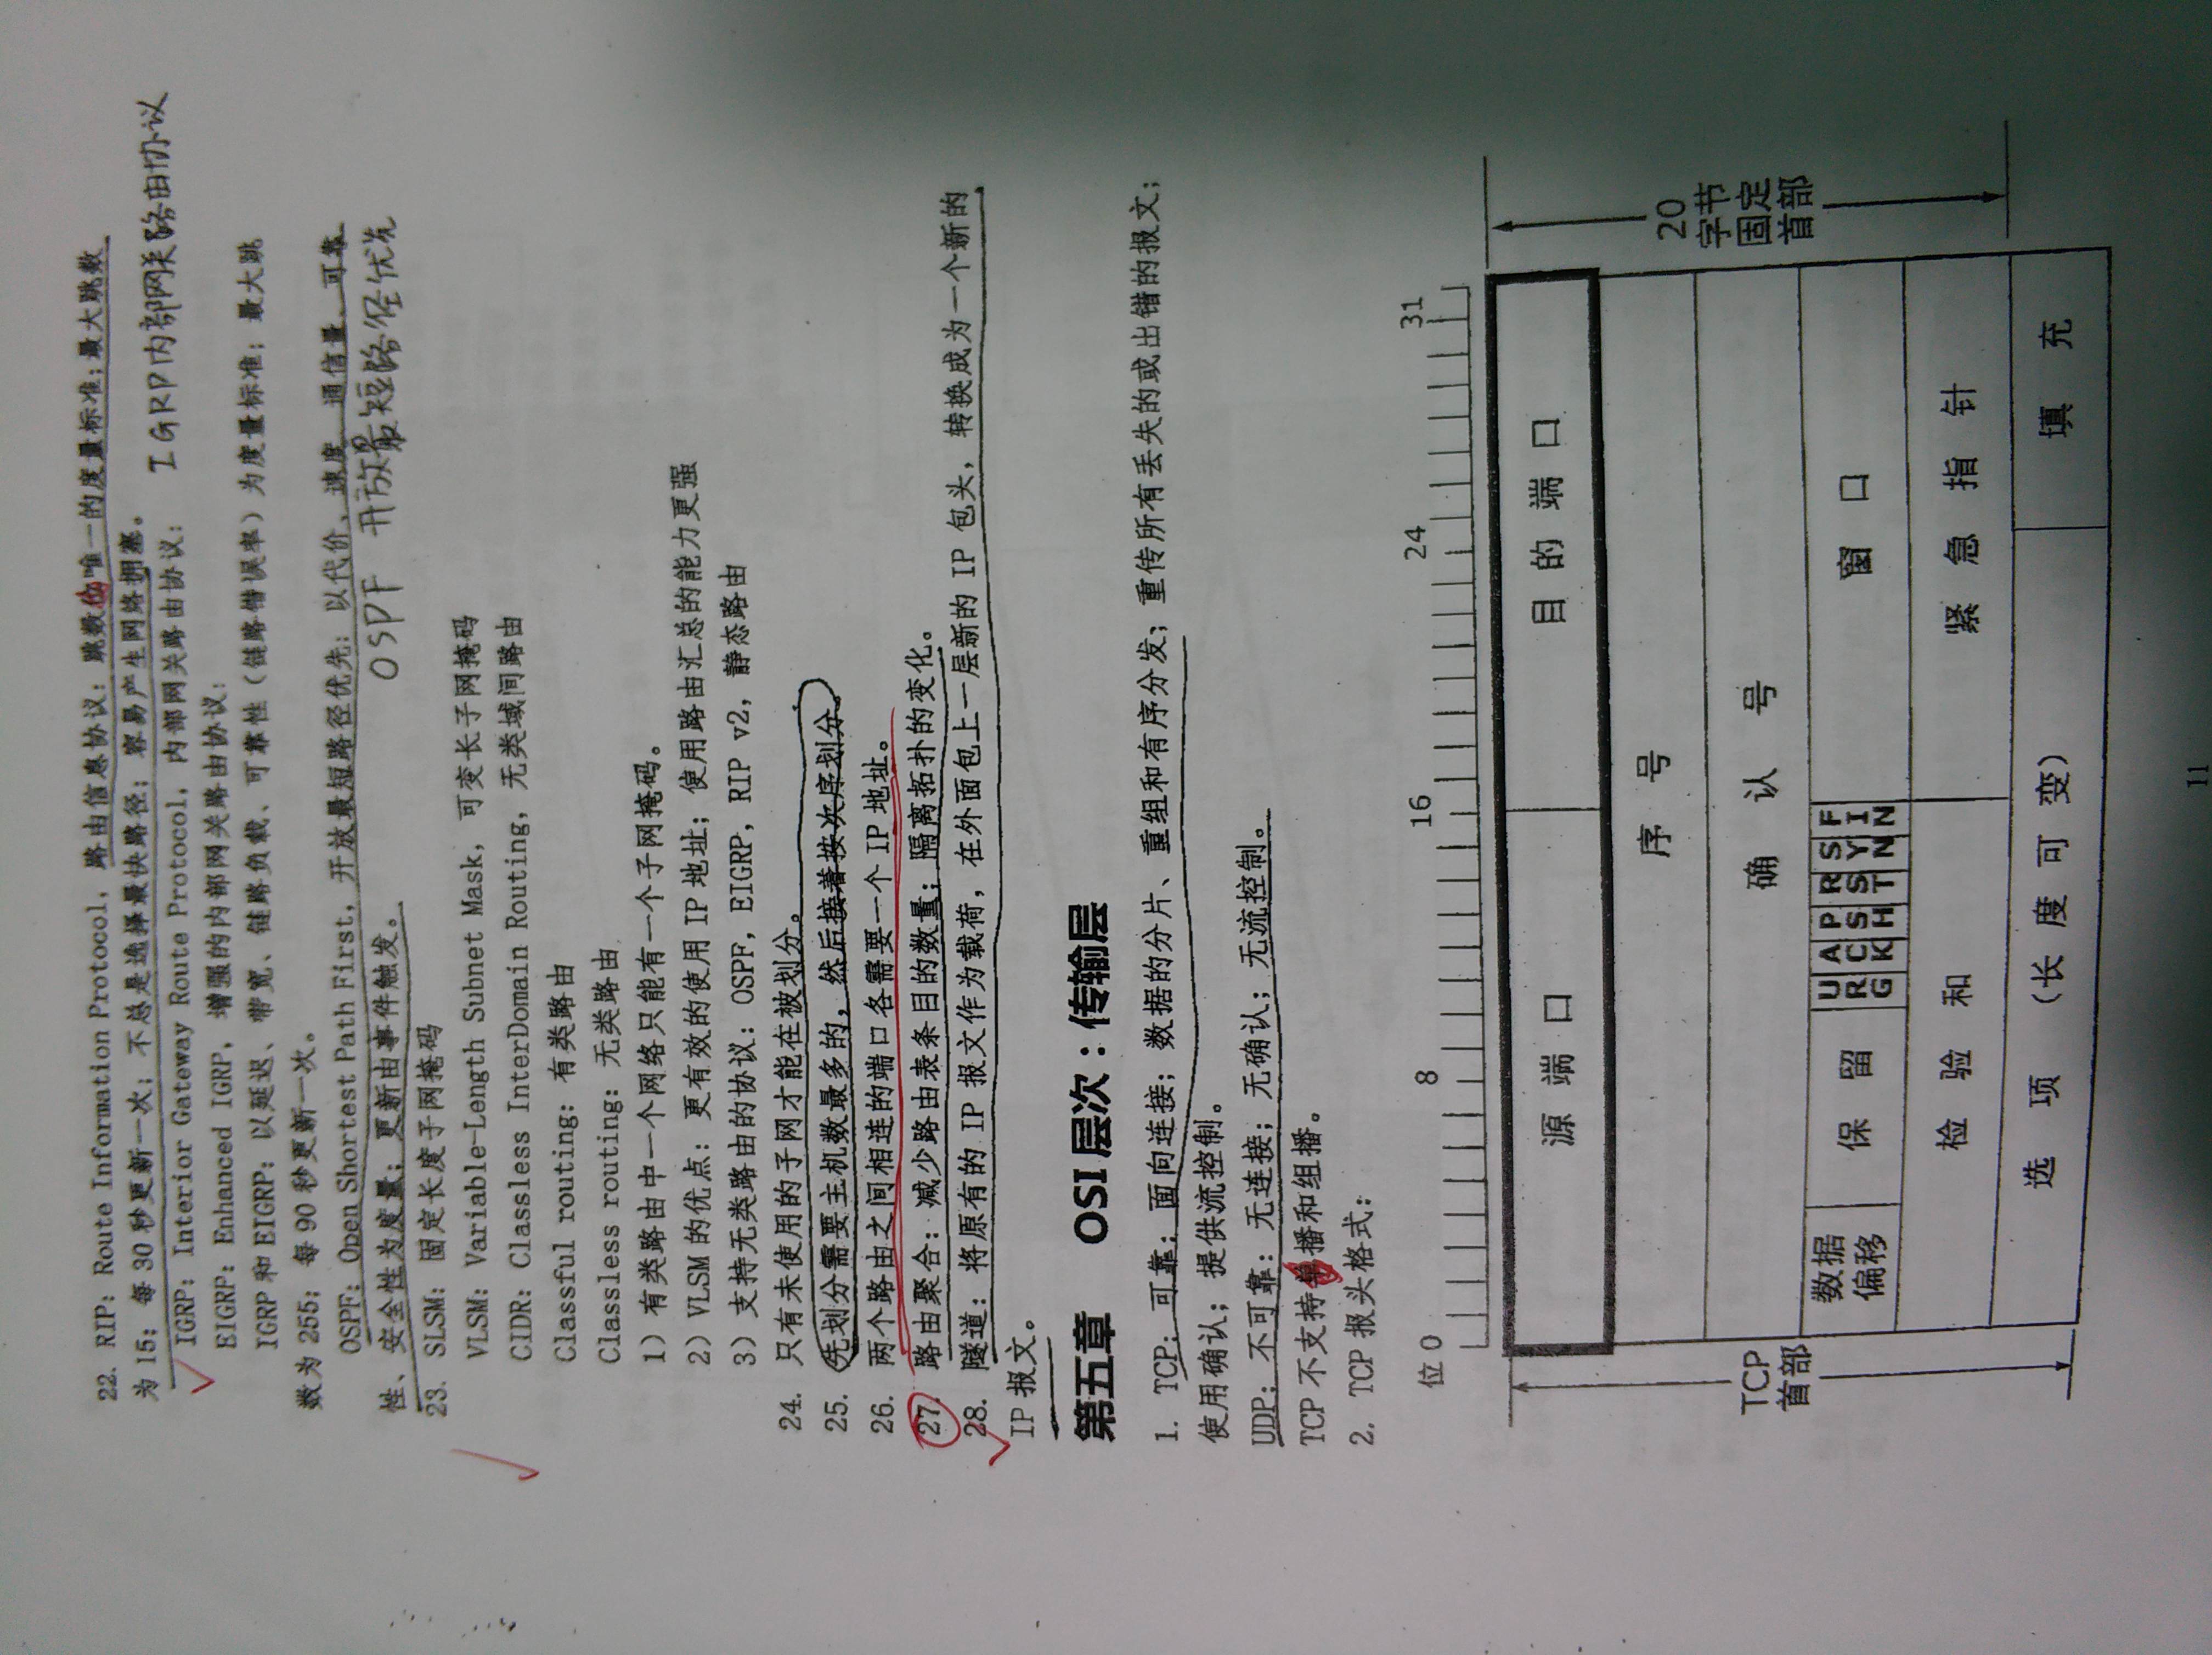 22. RIP: Route Information Protocol, 路由信息协议: 跳数位唯一的度量标准; 最大跳数
为 15; 每 30 秒更新一次; 不总是选择最快路径; 容易产生网络拥塞。
IGRP: Interior Gateway Route Protocol, 内部网关路由协议: IGRP内部网关路由协议
EIGRP: Enhanced IGRP, 增强的内部网关路由协议:
IGRP 和 EIGRP: 以延迟、带宽、链路负载、可靠性(链路错误率)为度量标准; 最大跳
数为 255; 每 90 秒更新一次。
OSPF: Open Shortest Path First, 开放最短路径优先: 以代价、速度、通信量、可靠
性、安全性为度量; 更新由事件触发。 OSPF 开放最短路径优先
23. SLSM: 固定长度子网掩码
VLSM: Variable-Length Subnet Mask, 可变长子网掩码
CIDR: Classless InterDomain Routing, 无类域间路由
Classful routing: 有类路由
Classless routing: 无类路由
1) 有类路由中一个网络只能有一个子网掩码。
2) VLSM 的优点: 更有效的使用 IP 地址; 使用路由汇总的能力更强
3) 支持无类路由的协议: OSPF, EIGRP, RIP v2, 静态路由
24. 只有未使用的子网才能在被划分。
25. 先划分需要主机数最多的, 然后接着按次序划分。
26. 两个路由之间相连的端口各需要一个 IP 地址。
27. 路由聚合: 减少路由表条目的数量; 隔离拓扑的变化。
28. 隧道: 将原有的 IP 报文作为载荷, 在外面包上一层新的 IP 包头, 转换成为一个新的
IP 报文。
第五章 OSI 层次：传输层
1. TCP: 可靠; 面向连接; 数据的分片、重组和有序分发; 重传所有丢失的或出错的报文;
使用确认; 提供流控制。
UDP: 不可靠: 无连接; 无确认; 无流控制。
TCP 不支持单播和组播。
2. TCP 报头格式:
位 0 8 16 24 31
源端口 目的端口
序号
确认号
TCP
首部
20
字节
固定
首部
数据
偏移
保留 URG ACK PSH RST SYN FIN 窗口
检验和 紧急指针
选项 (长度可变) 填充
11